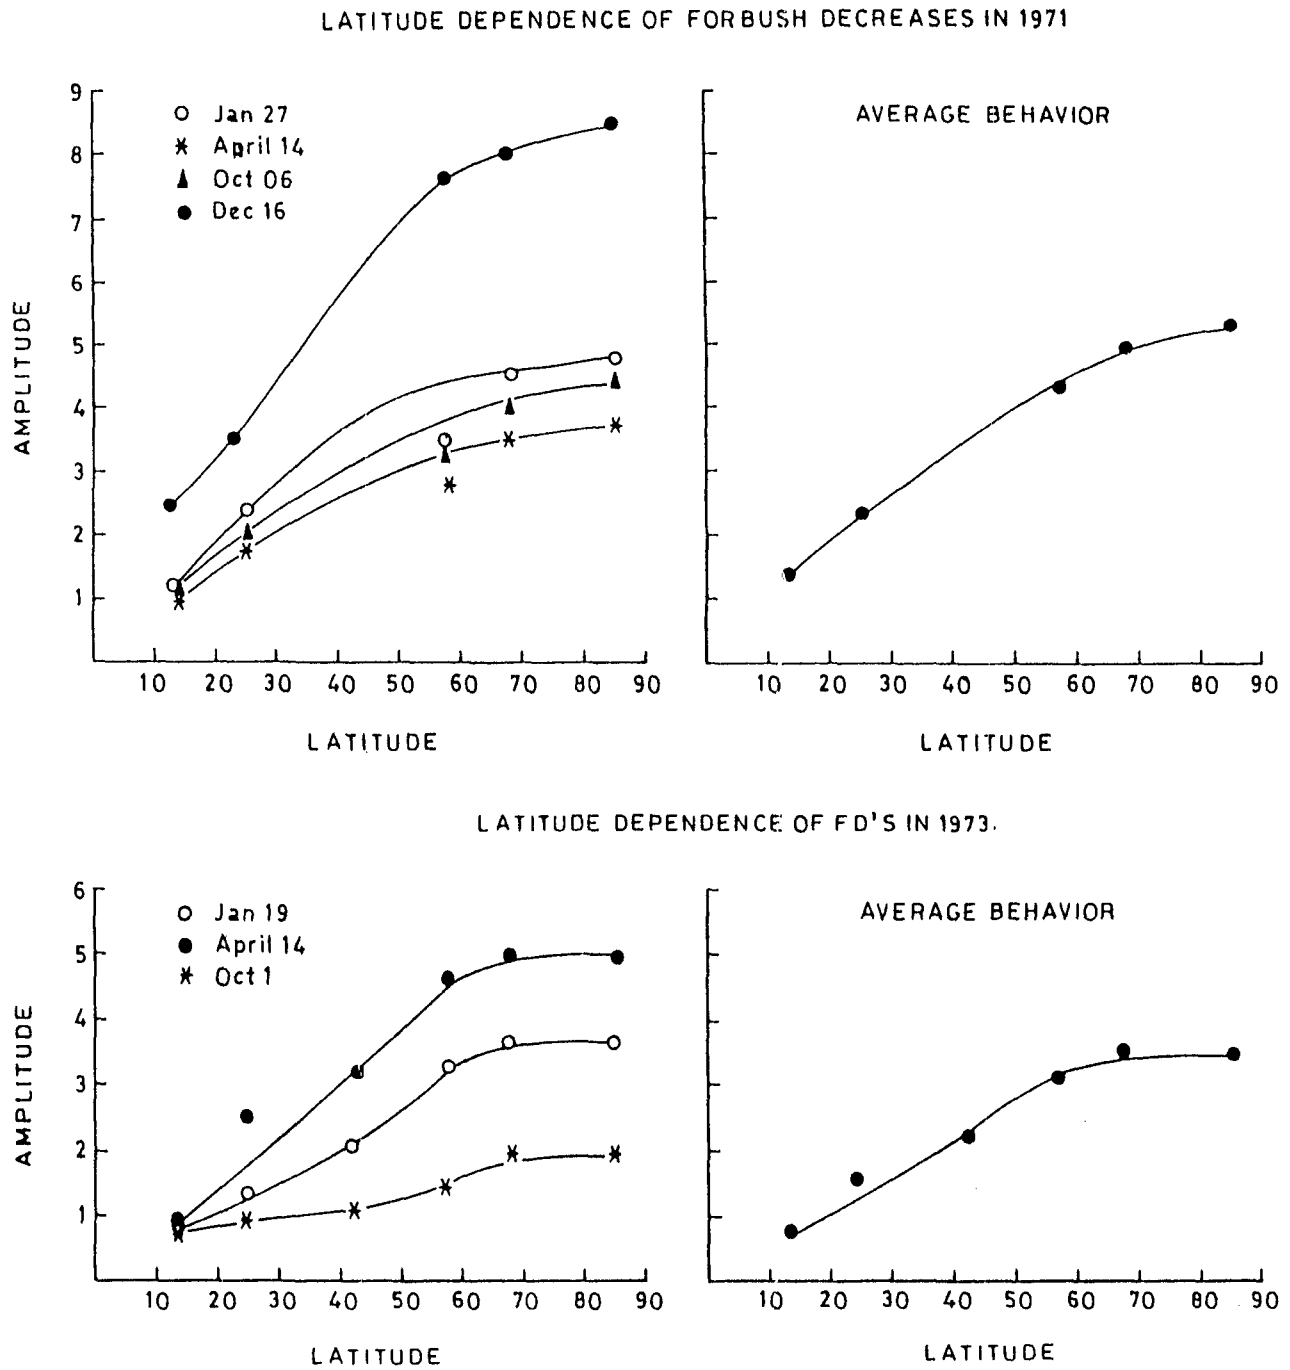 LATITUDE DEPENDENCE OF FORBUSH DECREASES IN 1971
9
8
7
6
5
4
3
2
1
AMPLITUDE
Jan 27
April 14
Oct 06
Dec 16
10 20 30 40 50 60 70 80 90
LATITUDE
AVERAGE BEHAVIOR
10 20 30 40 50 60 70 80 90
LATITUDE
LATITUDE DEPENDENCE OF FD'S IN 1973.
6
5
4
3
2
1
AMPLITUDE
Jan 19
April 14
Oct 1
10 20 30 40 50 60 70 80 90
LATITUDE
AVERAGE BEHAVIOR
10 20 30 40 50 60 70 80 90
LATITUDE